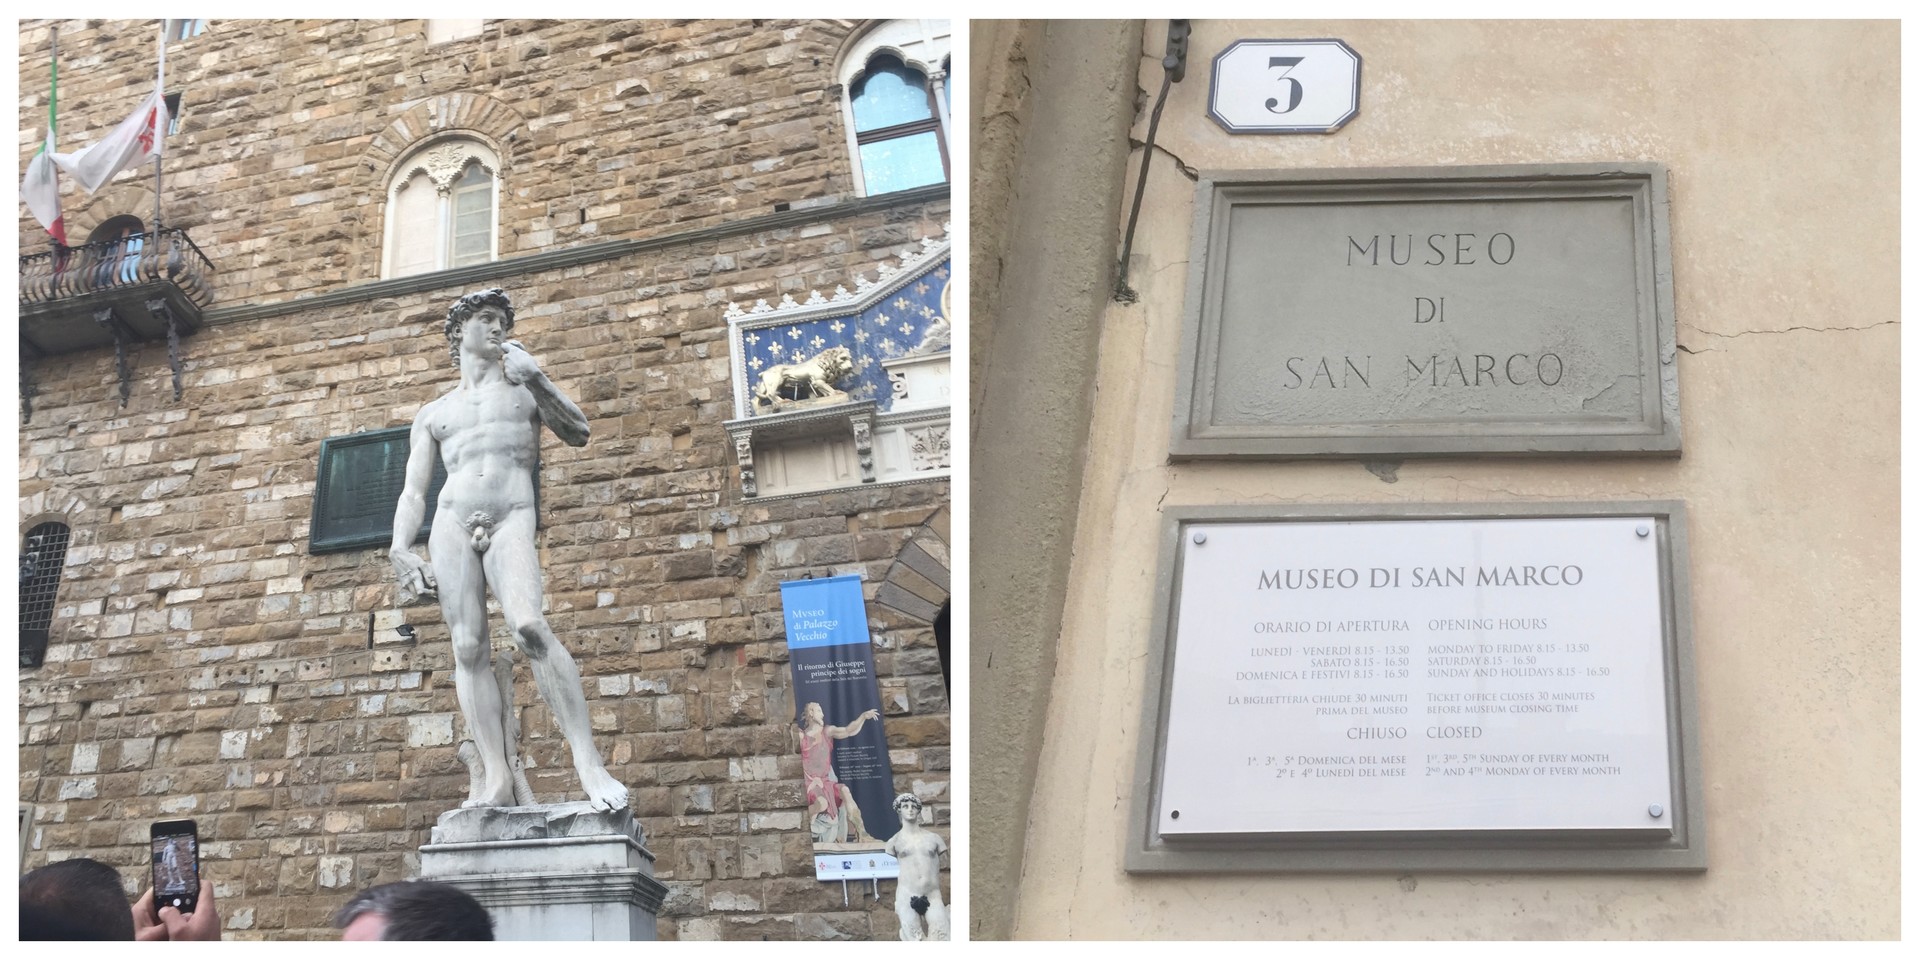 MVSEO
di Palazzo
Vecchio
Il ritorno di Giuseppe
principe dei sogni
3
MUSEO
DI
SAN MARCO
MUSEO DI SAN MARCO
ORARIO DI APERTURA OPENING HOURS
LUNEDÌ - VENERDÌ 8.15 - 13.50 MONDAY TO FRIDAY 8.15 - 13.50
SABATO 8.15 - 16.50 SATURDAY 8.15 - 16.50
DOMENICA E FESTIVI 8.15 - 16.50 SUNDAY AND HOLIDAYS 8.15 - 16.50
LA BIGLIETTERIA CHIUDE 30 MINUTI TICKET OFFICE CLOSES 30 MINUTES
PRIMA DEL MUSEO BEFORE MUSEUM CLOSING TIME
CHIUSO CLOSED
1ᴬ, 3ᴬ, 5ᴬ DOMENICA DEL MESE 1ST, 3RD, 5TH SUNDAY OF EVERY MONTH
2º E 4º LUNEDÌ DEL MESE 2ND AND 4TH MONDAY OF EVERY MONTH